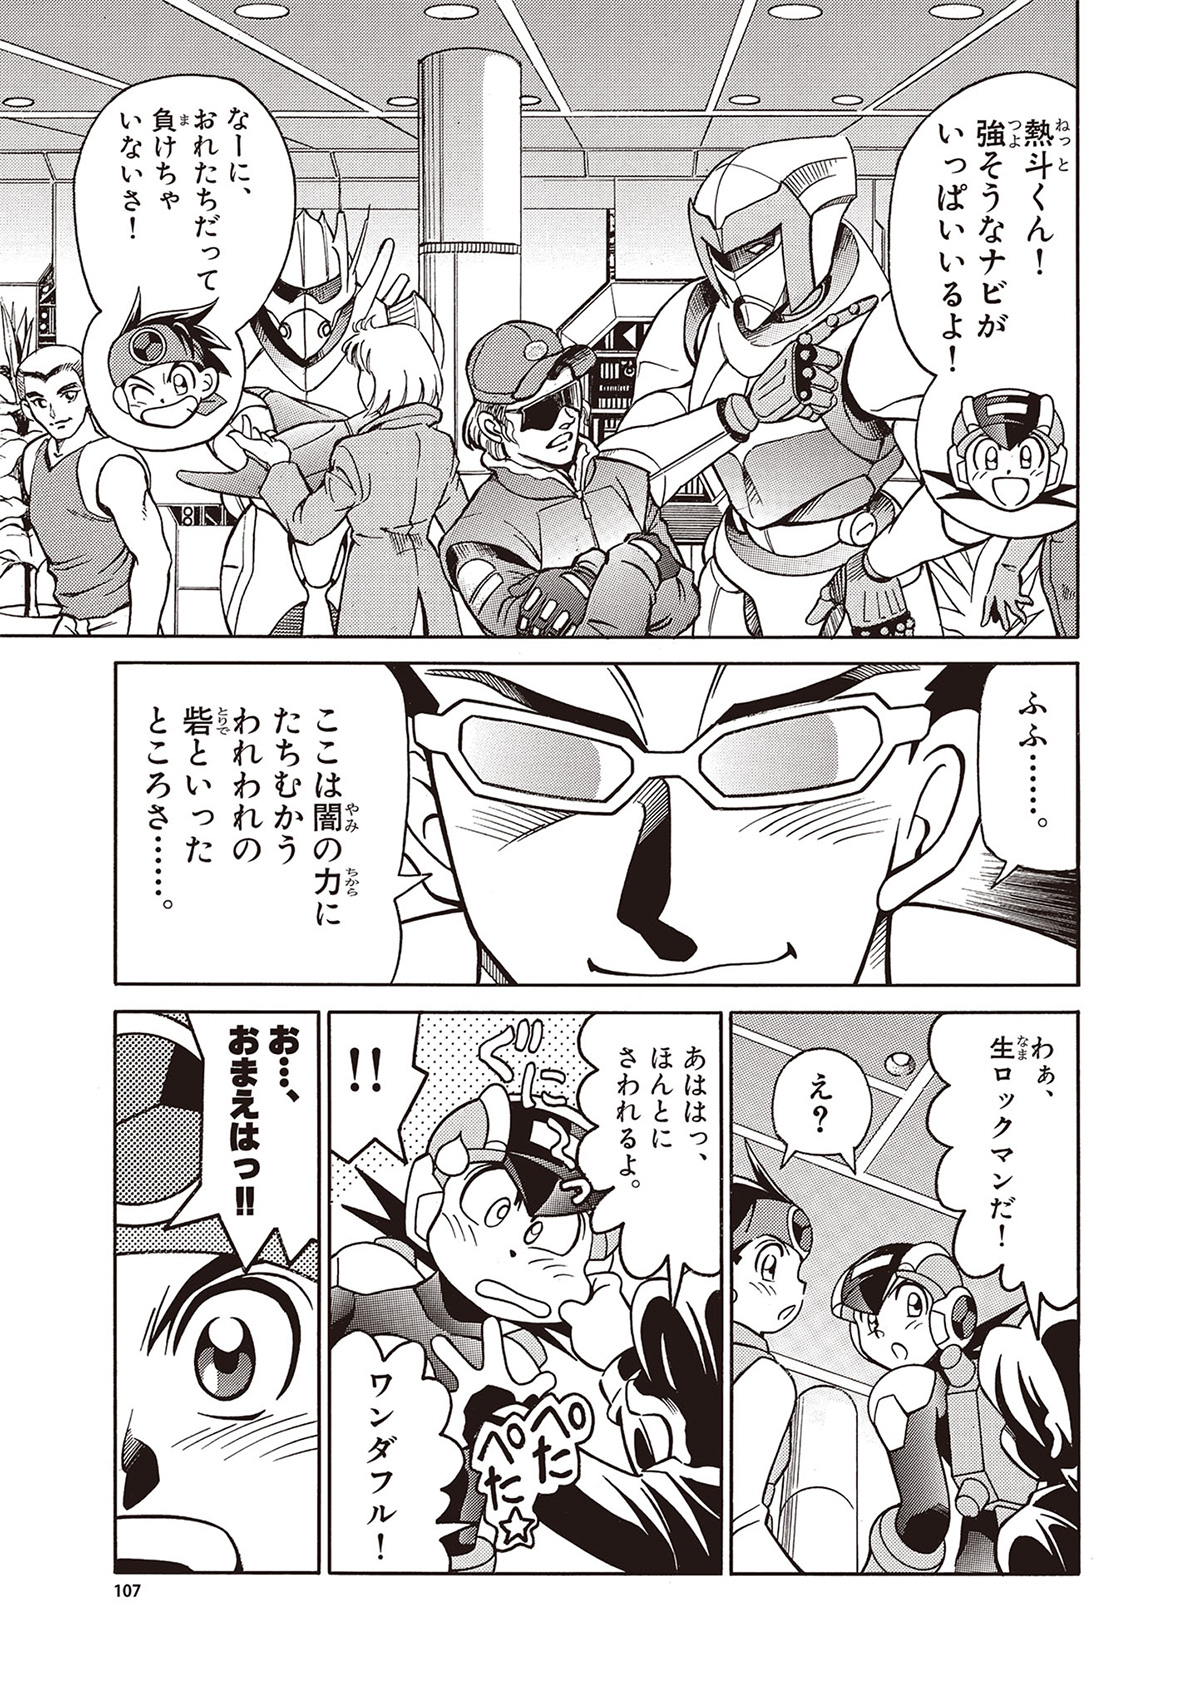 熱斗くん！
強そうなナビが
いっぱいいるよ！
なーに、
おれたちだって
負けちゃ
いないさ！
ふふ……。
ここは闇の力に
たちむかう
われわれの
砦といった
ところさ……。
わぁ、
生ロックマンだ！
え？
あははっ、
ほんとに
さわれるよ。
ぐにっ
!!
ぺた
ぺた☆
ワンダフル！
お…、
おまえはっ!!
107